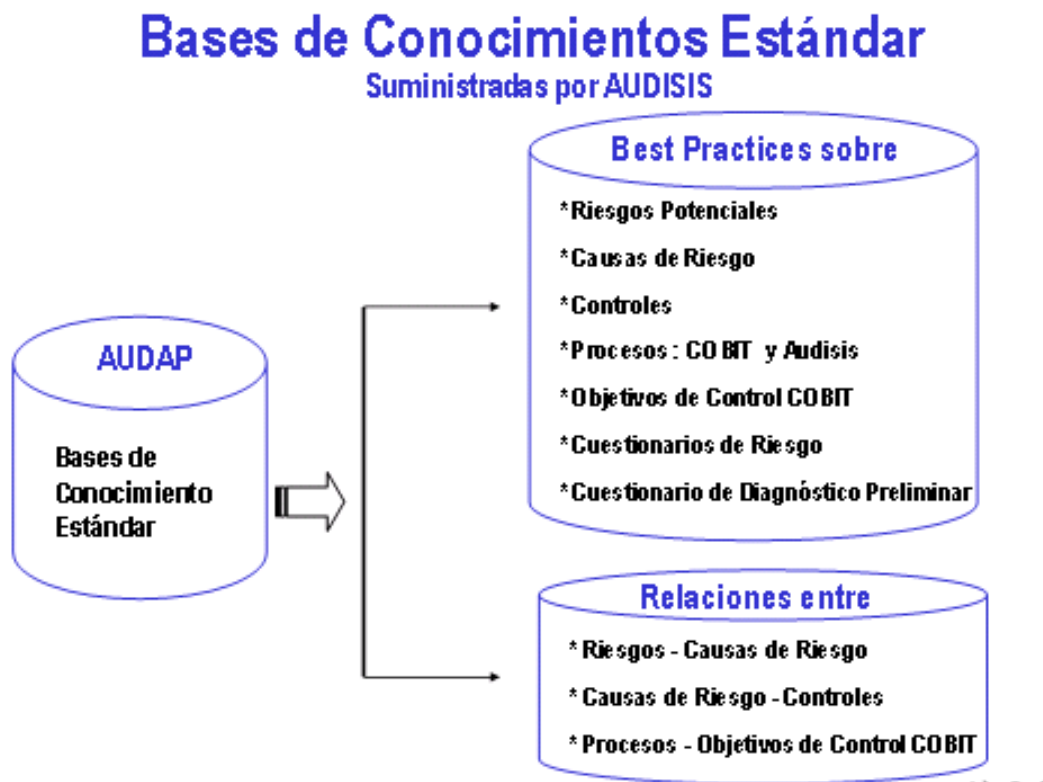 Bases de Conocimientos Estándar
Suministradas por AUDISIS
AUDAP
Bases de
Conocimiento
Estándar
Best Practices sobre
*Riesgos Potenciales
*Causas de Riesgo
*Controles
*Procesos : COBIT y Audisis
*Objetivos de Control COBIT
*Cuestionarios de Riesgo
*Cuestionario de Diagnóstico Preliminar
Relaciones entre
* Riesgos - Causas de Riesgo
* Causas de Riesgo - Controles
* Procesos - Objetivos de Control COBIT